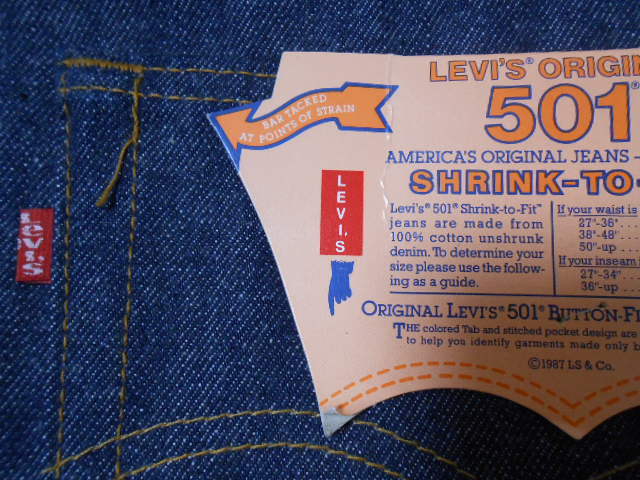 LEVI'S® ORIGIN
501®
BAR TACKED
AT POINTS OF STRAIN
AMERICA'S ORIGINAL JEANS -
SHRINK-TO-
LEVI'S
Levi's® 501® Shrink-to-Fit™
jeans are made from
100% cotton unshrunk
denim. To determine your
size please use the follow-
ing as a guide.
If your waist is
27"-36" . . .
38"-48" . . .
50"-up . . .
If your inseam i
27"-34" . . .
36"-up . . .
ORIGINAL LEVI'S® 501® BUTTON-FI
THE colored Tab and stitched pocket design are
to help you identify garments made only b
©1987 LS & Co.
LEVI'S